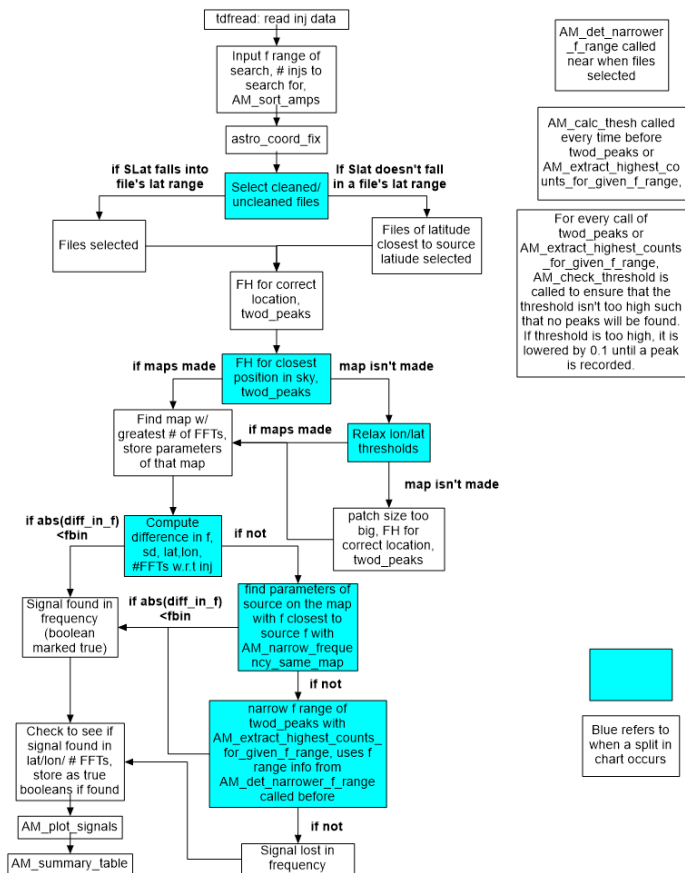 tdfread: read inj data
Input f range of
search, # injs to
search for,
AM_sort_amps
astro_coord_fix
if SLat falls into
file's lat range
If Slat doesn't fall
in a file's lat range
Select cleaned/
uncleaned files
Files selected
Files of latitude
closest to source
latiude selected
FH for correct
location,
twod_peaks
if maps made
map isn't made
FH for closest
position in sky,
twod_peaks
Find map w/
greatest # of FFTs,
store parameters
of that map
if maps made
Relax lon/lat
thresholds
map isn't made
patch size too
big, FH for
correct location,
twod_peaks
if abs(diff_in_f)
<fbin
Compute
difference in f,
sd, lat,lon,
#FFTs w.r.t inj
if not
Signal found in
frequency
(boolean
marked true)
if abs(diff_in_f)
<fbin
find parameters of
source on the map
with f closest to
source f with
AM_narrow_freque
ncy_same_map
if not
narrow f range of
twod_peaks with
AM_extract_highest_counts_
for_given_f_range, uses f
range info from
AM_det_narrower_f_range
called before
Check to see if
signal found in
lat/lon/ # FFTs,
store as true
booleans if found
if not
Signal lost in
frequency
AM_plot_signals
AM_summary_table
AM_det_narrower
_f_range called
near when files
selected
AM_calc_thesh called
every time before
twod_peaks or
AM_extract_highest_co
unts_for_given_f_range,
For every call of
twod_peaks or
AM_extract_highest_counts
_for_given_f_range,
AM_check_threshold is
called to ensure that the
threshold isn't too high such
that no peaks will be found.
If threshold is too high, it is
lowered by 0.1 until a peak
is recorded.
Blue refers to
when a split in
chart occurs